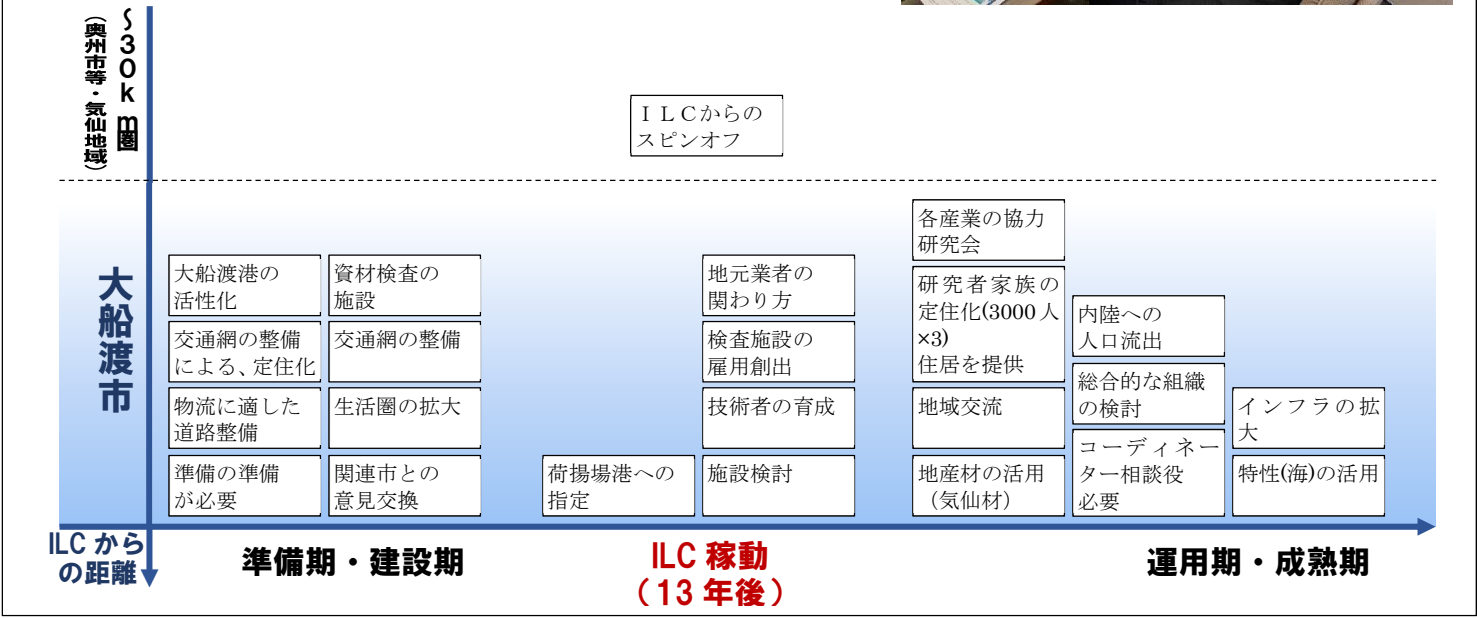 ~30km圏
(奥州市等・気仙地域)
ILCからの
スピンオフ
大船渡市
大船渡港の
活性化
交通網の整備
による、定住化
物流に適した
道路整備
準備の準備
が必要
資材検査の
施設
交通網の整備
生活圏の拡大
関連市との
意見交換
荷揚場港への
指定
地元業者の
関わり方
検査施設の
雇用創出
技術者の育成
施設検討
各産業の協力
研究会
研究者家族の
定住化(3000人
×3)
住居を提供
地域交流
地産材の活用
(気仙材)
内陸への
人口流出
総合的な組織
の検討
コーディネー
ター相談役
必要
インフラの拡
大
特性(海)の活用
ILCから
の距離
準備期・建設期
ILC稼動
(13年後)
運用期・成熟期